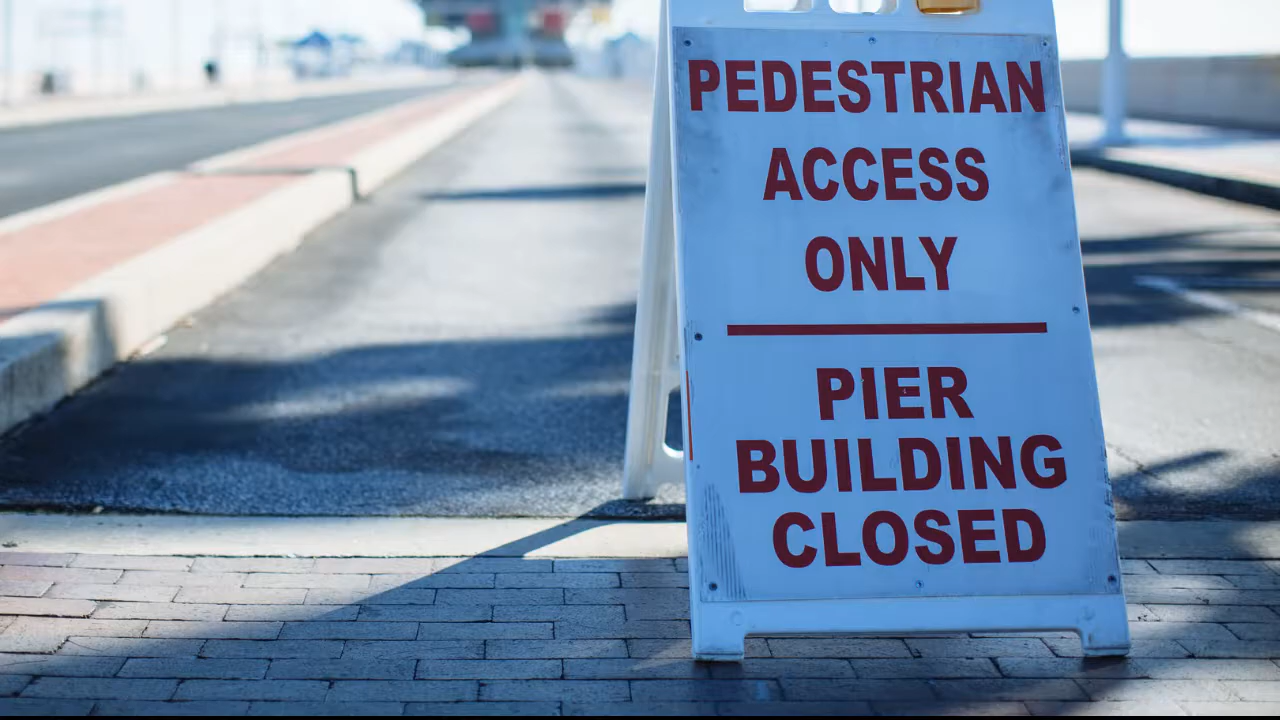 PEDESTRIAN
ACCESS
ONLY
PIER
BUILDING
CLOSED